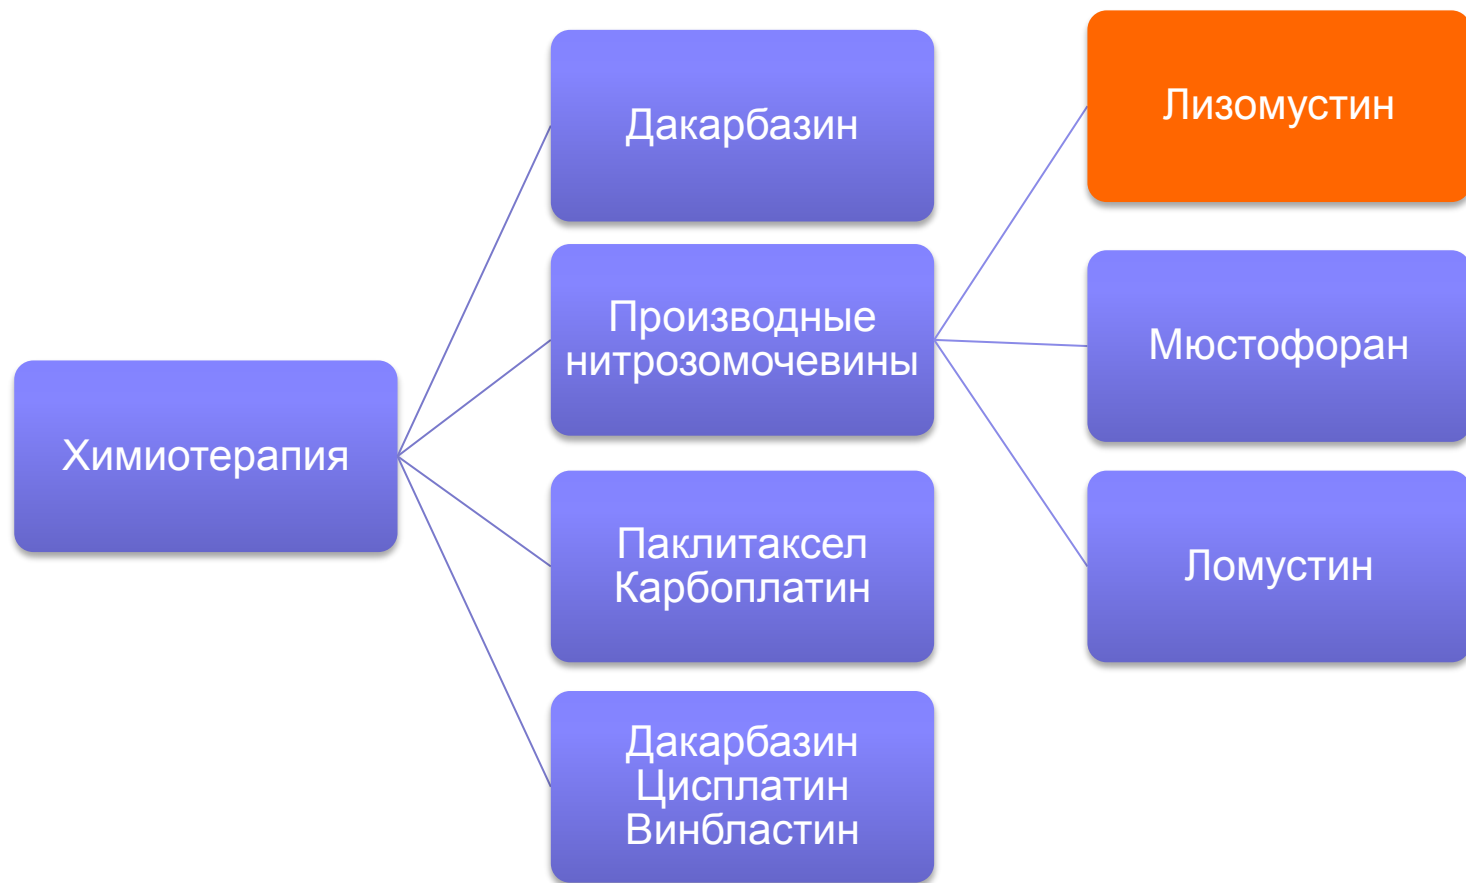 Химиотерапия
Дакарбазин
Производные
нитрозомочевины
Паклитаксел
Карбоплатин
Дакарбазин
Цисплатин
Винбластин
Лизомустин
Мюстофоран
Ломустин